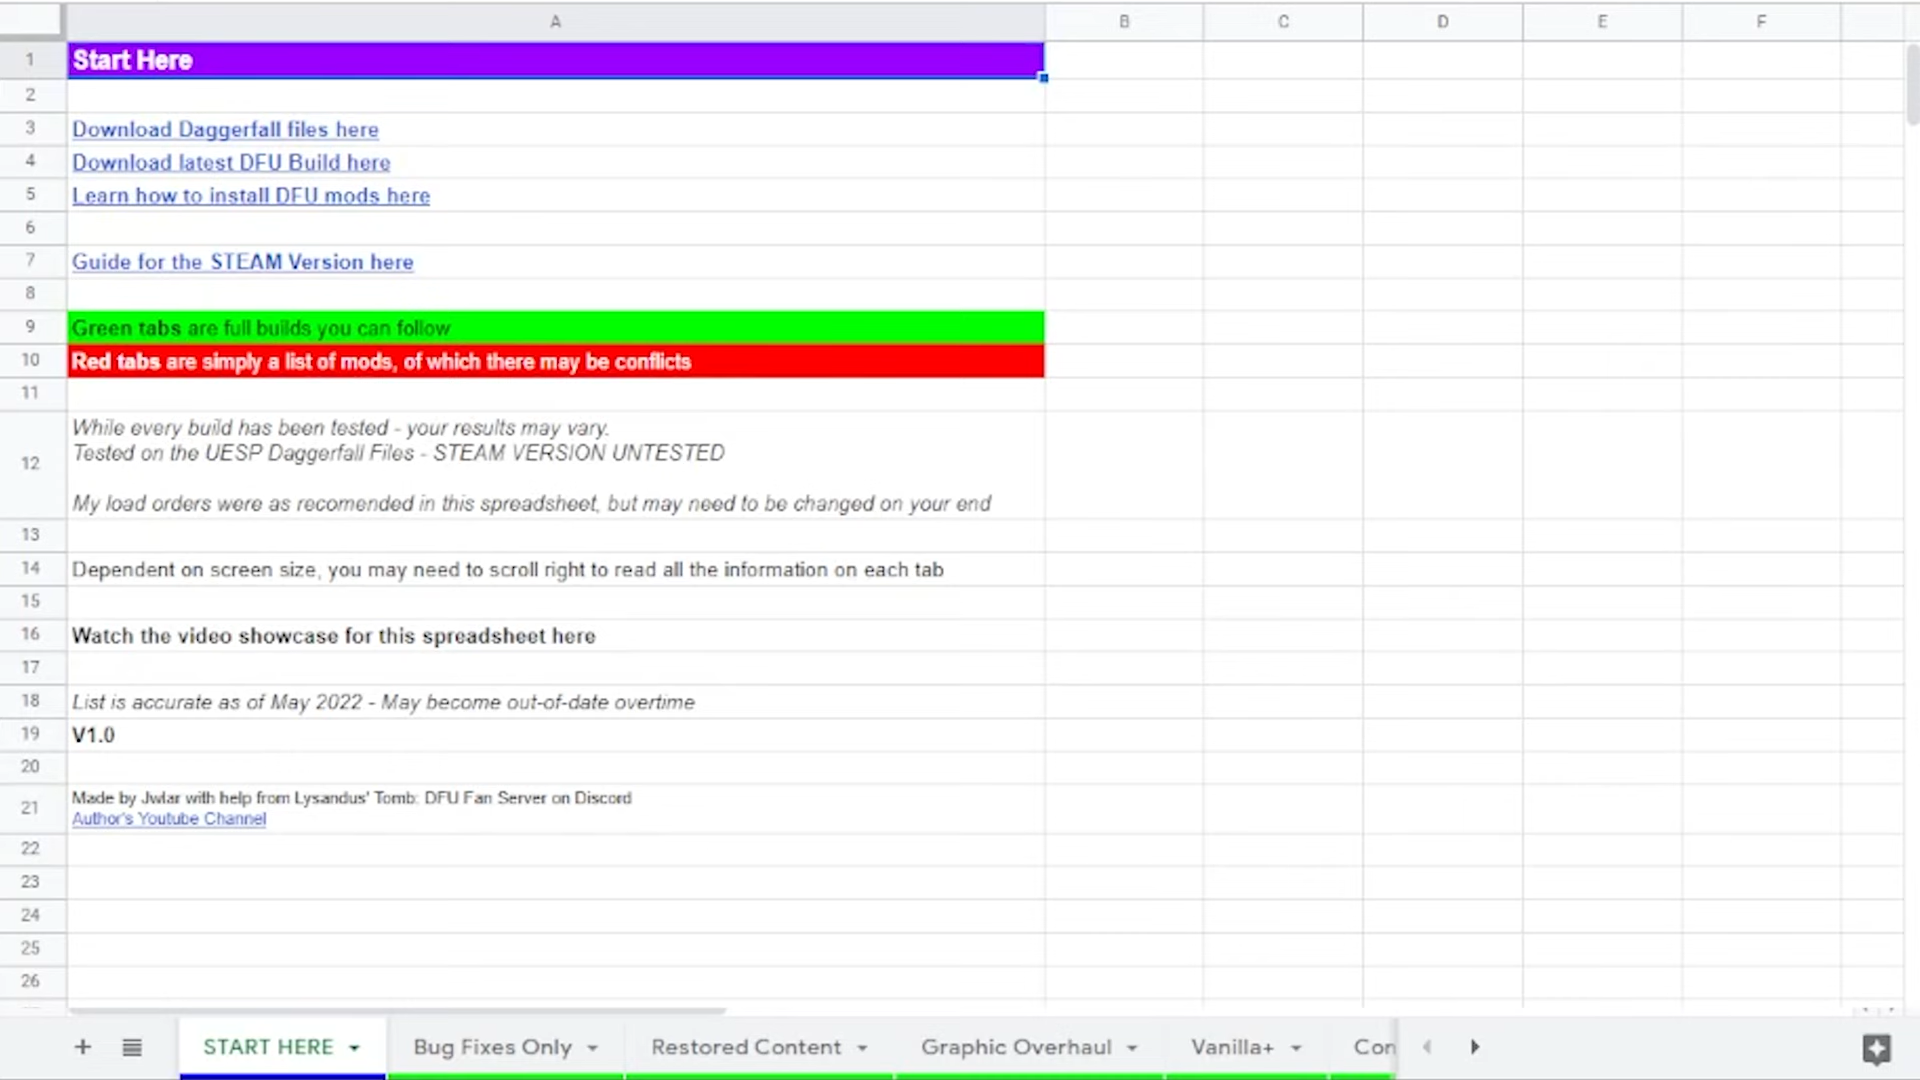 A B C D E F
1 Start Here
2
3 Download Daggerfall files here
4 Download latest DFU Build here
5 Learn how to install DFU mods here
6
7 Guide for the STEAM Version here
8
9 Green tabs are full builds you can follow
10 Red tabs are simply a list of mods, of which there may be conflicts
11
While every build has been tested - your results may vary.
Tested on the UESP Daggerfall Files - STEAM VERSION UNTESTED
12
My load orders were as recomended in this spreadsheet, but may need to be changed on your end
13
14 Dependent on screen size, you may need to scroll right to read all the information on each tab
15
16 Watch the video showcase for this spreadsheet here
17
18 List is accurate as of May 2022 - May become out-of-date overtime
19 V1.0
20
21 Made by Jwlar with help from Lysandus' Tomb: DFU Fan Server on Discord
Author's Youtube Channel
22
23
24
25
26
START HERE Bug Fixes Only Restored Content Graphic Overhaul Vanilla+ Con